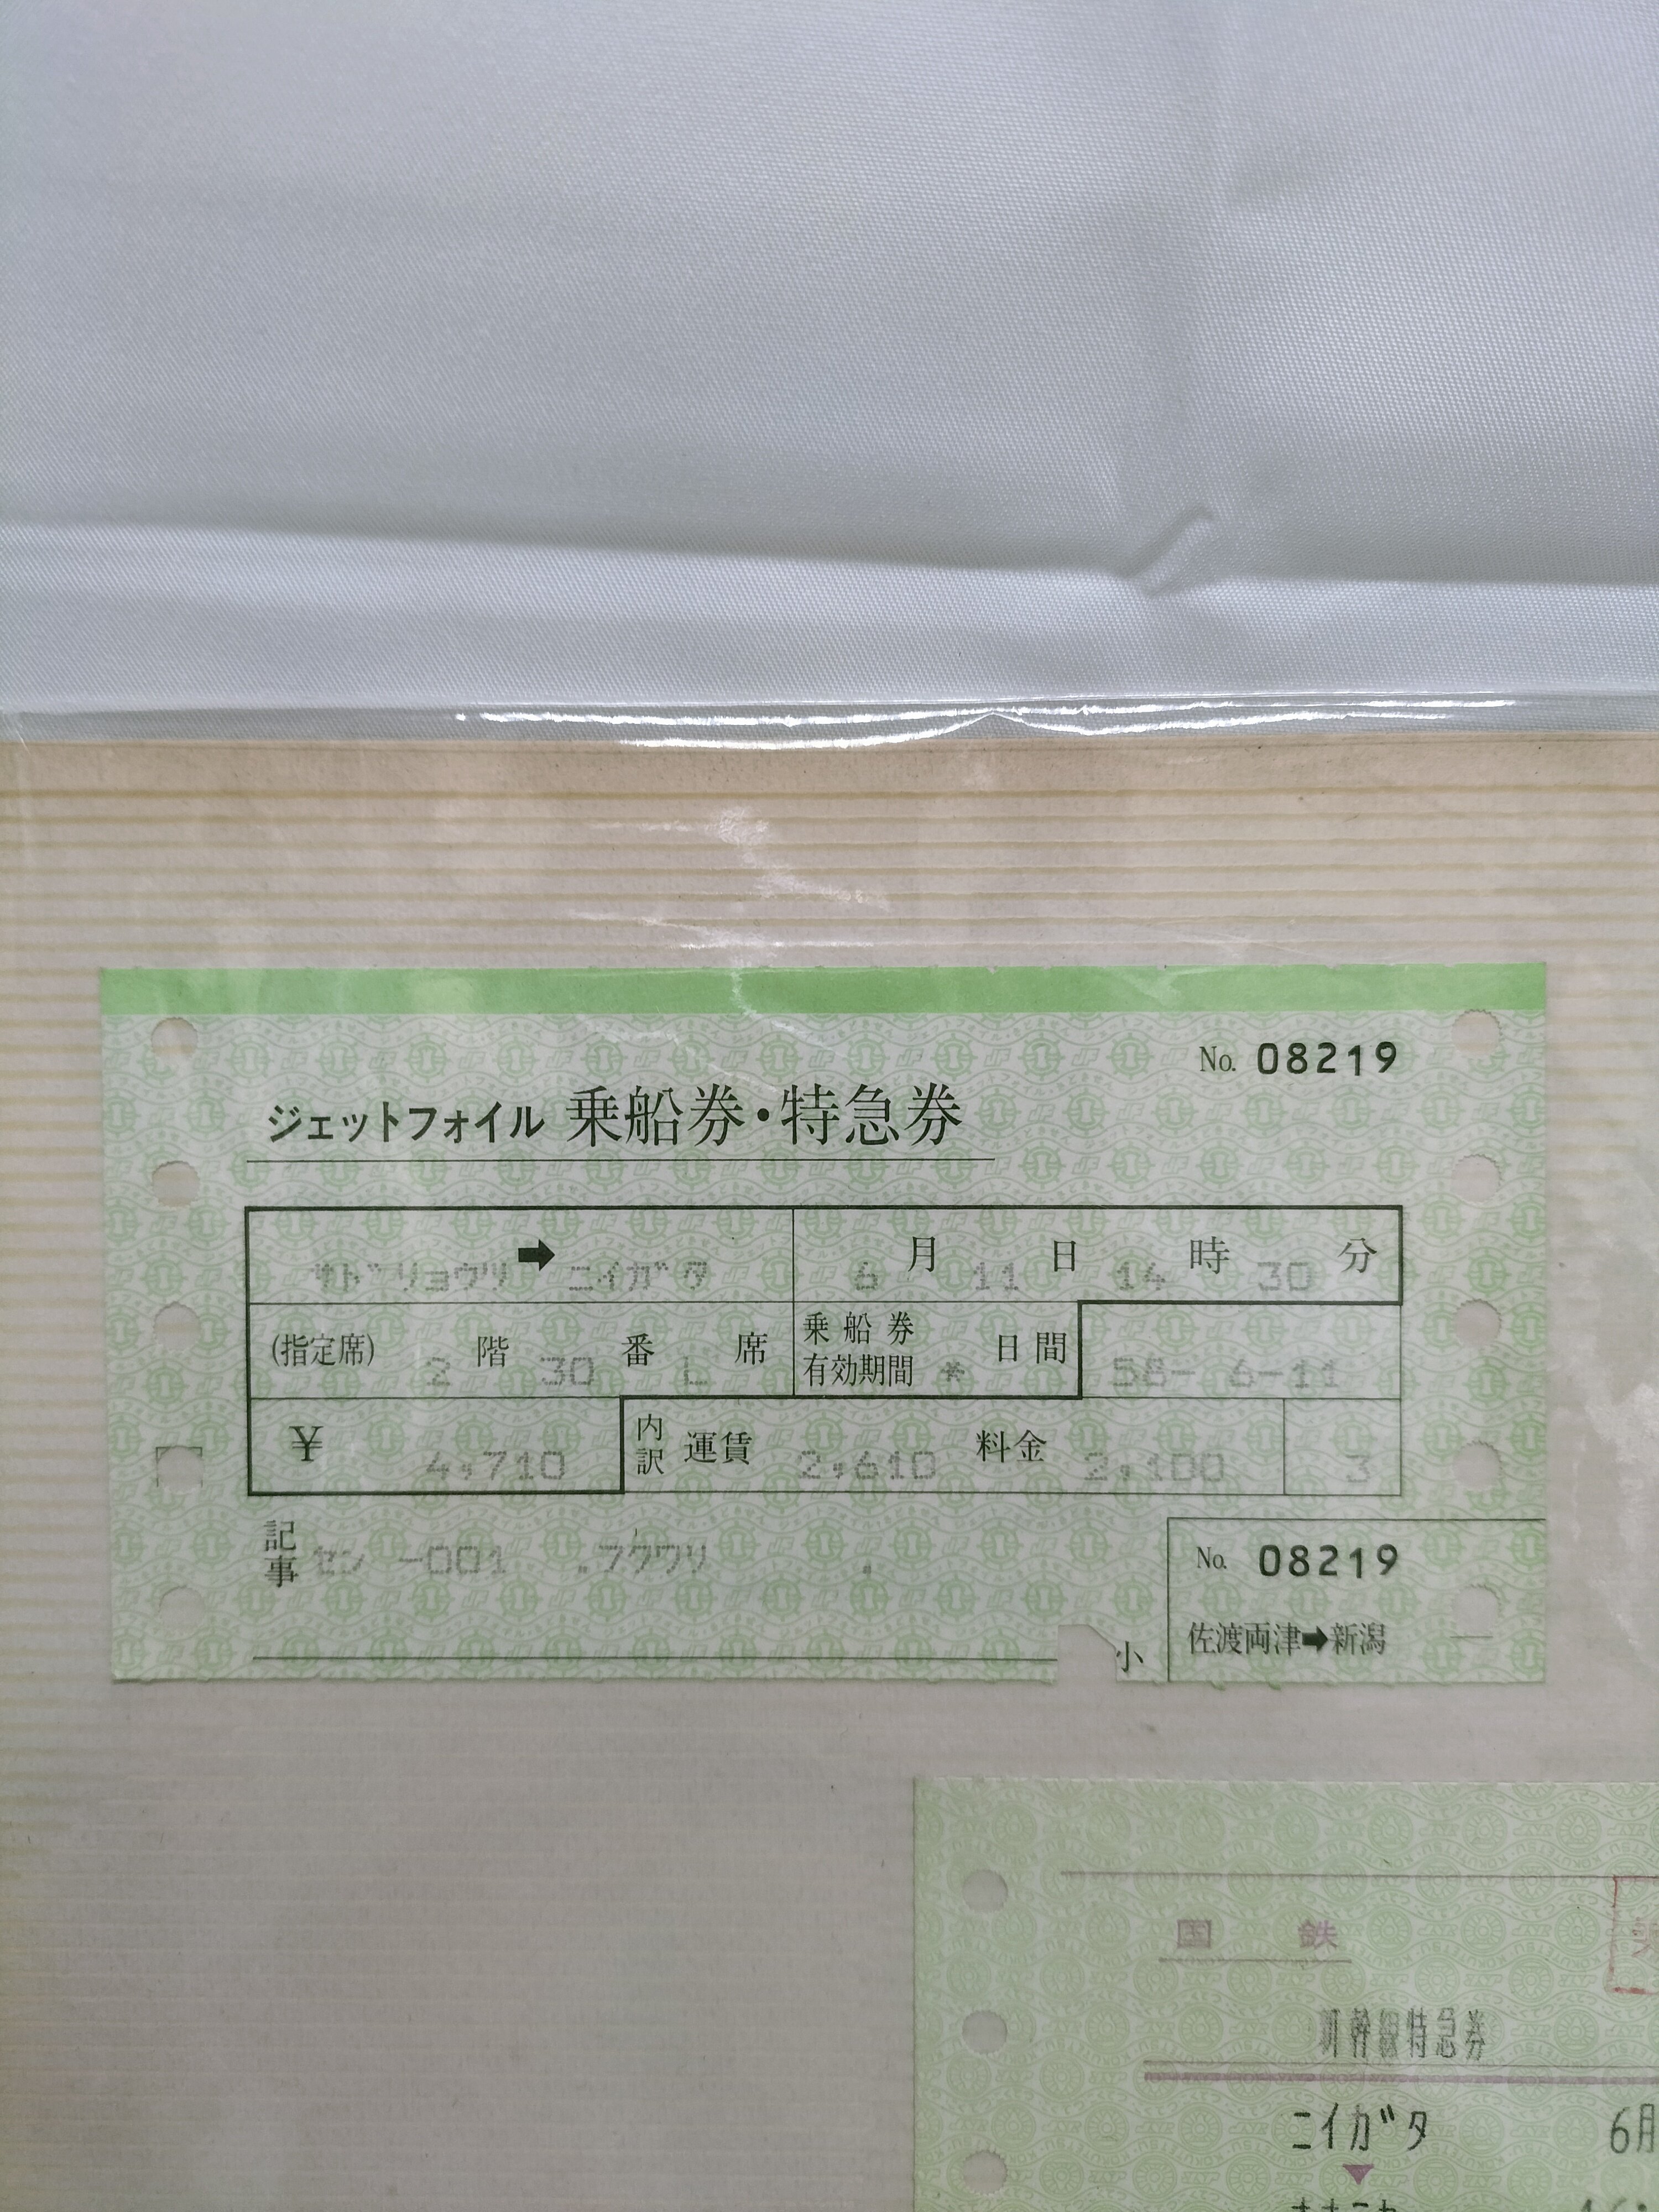 No. 08219
ジェットフォイル 乗船券・特急券
サドリョウツ ➡ ニイガタ 6 月 11 日 14 時 30 分
(指定席) 2 階 30 番 L 席 乗船券有効期間 * 日間 58- 6-11
¥ 4,710 内訳 運賃 2,610 料金 2,100 3
記事 セン -001 .フクワリ .
No. 08219
小
佐渡両津➡新潟
国鉄
新幹線特急券
ニイガタ 6月